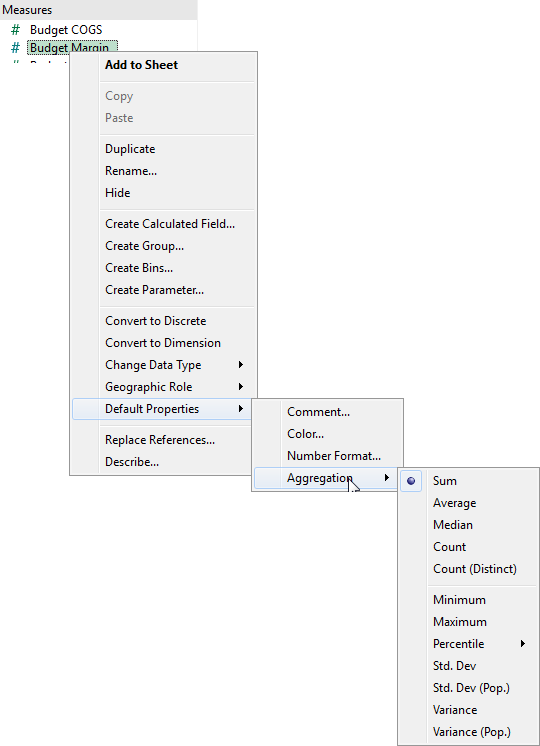 Measures
# Budget COGS
# Budget Margin
Add to Sheet
Copy
Paste
Duplicate
Rename...
Hide
Create Calculated Field...
Create Group...
Create Bins...
Create Parameter...
Convert to Discrete
Convert to Dimension
Change Data Type
Geographic Role
Default Properties
Replace References...
Describe...
Comment...
Color...
Number Format...
Aggregation
Sum
Average
Median
Count
Count (Distinct)
Minimum
Maximum
Percentile
Std. Dev
Std. Dev (Pop.)
Variance
Variance (Pop.)